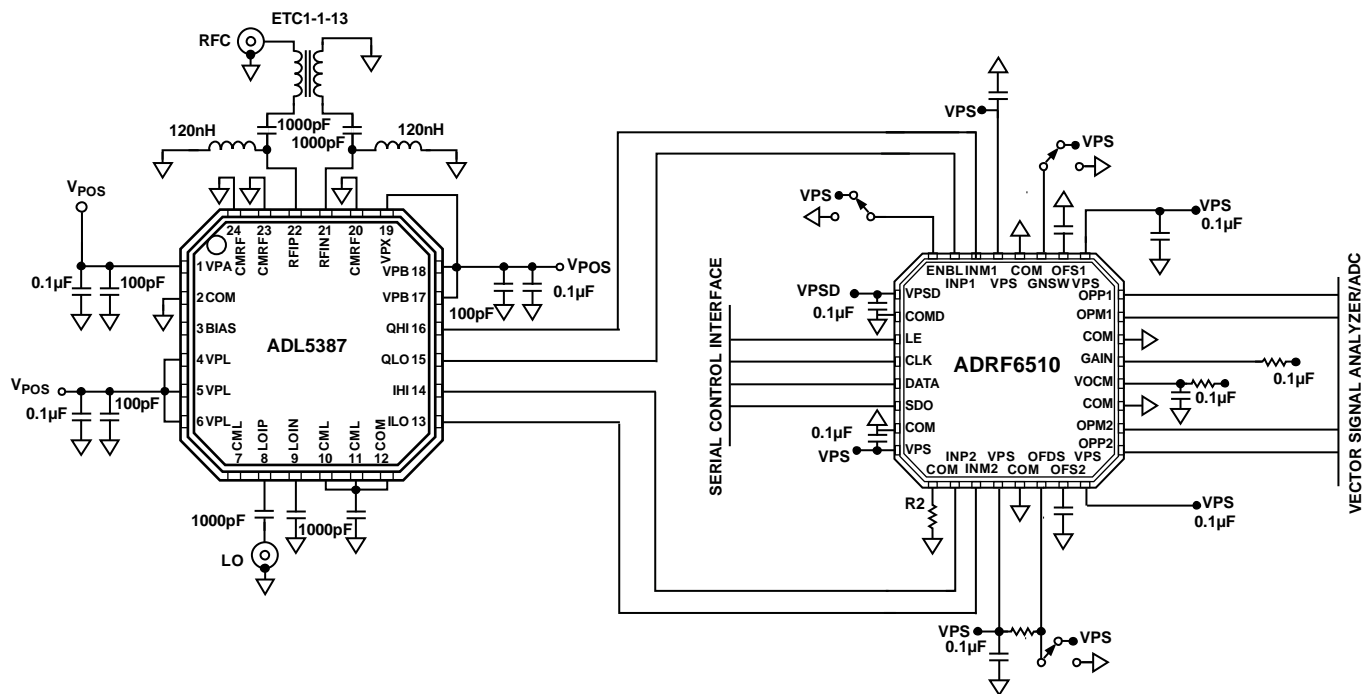 ETC1-1-13
RFC
1000pF
1000pF
120nH
120nH
VPOS
0.1µF
100pF
24
CMRF
23
CMRF
22
RFIP
21
RFIN
20
CMRF
19
VPX
1 VPA
2 COM
3 BIAS
4 VPL
5 VPL
6 VPL
VPOS
0.1µF
100pF
ADL5387
VPB 18
VPB 17
QHI 16
QLO 15
IHI 14
ILO 13
VPOS
100pF
0.1µF
CML
7
LOIP
8
LOIN
9
CML
10
CML
11
COM
12
1000pF
1000pF
LO
VPS
VPS
VPS
VPS
0.1µF
SERIAL CONTROL INTERFACE
VPSD
0.1µF
0.1µF
VPS
ENBL INM1 COM OFS1
INP1 VPS GNSW VPS
VPSD
COMD
LE
CLK
DATA
SDO
COM
VPS
ADRF6510
OPP1
OPM1
COM
GAIN
VOCM
COM
OPM2
OPP2
INP2 VPS OFDS VPS
COM INM2 COM OFS2
0.1µF
0.1µF
R2
VPS
0.1µF
VPS
0.1µF
VPS
VECTOR SIGNAL ANALYZER/ADC